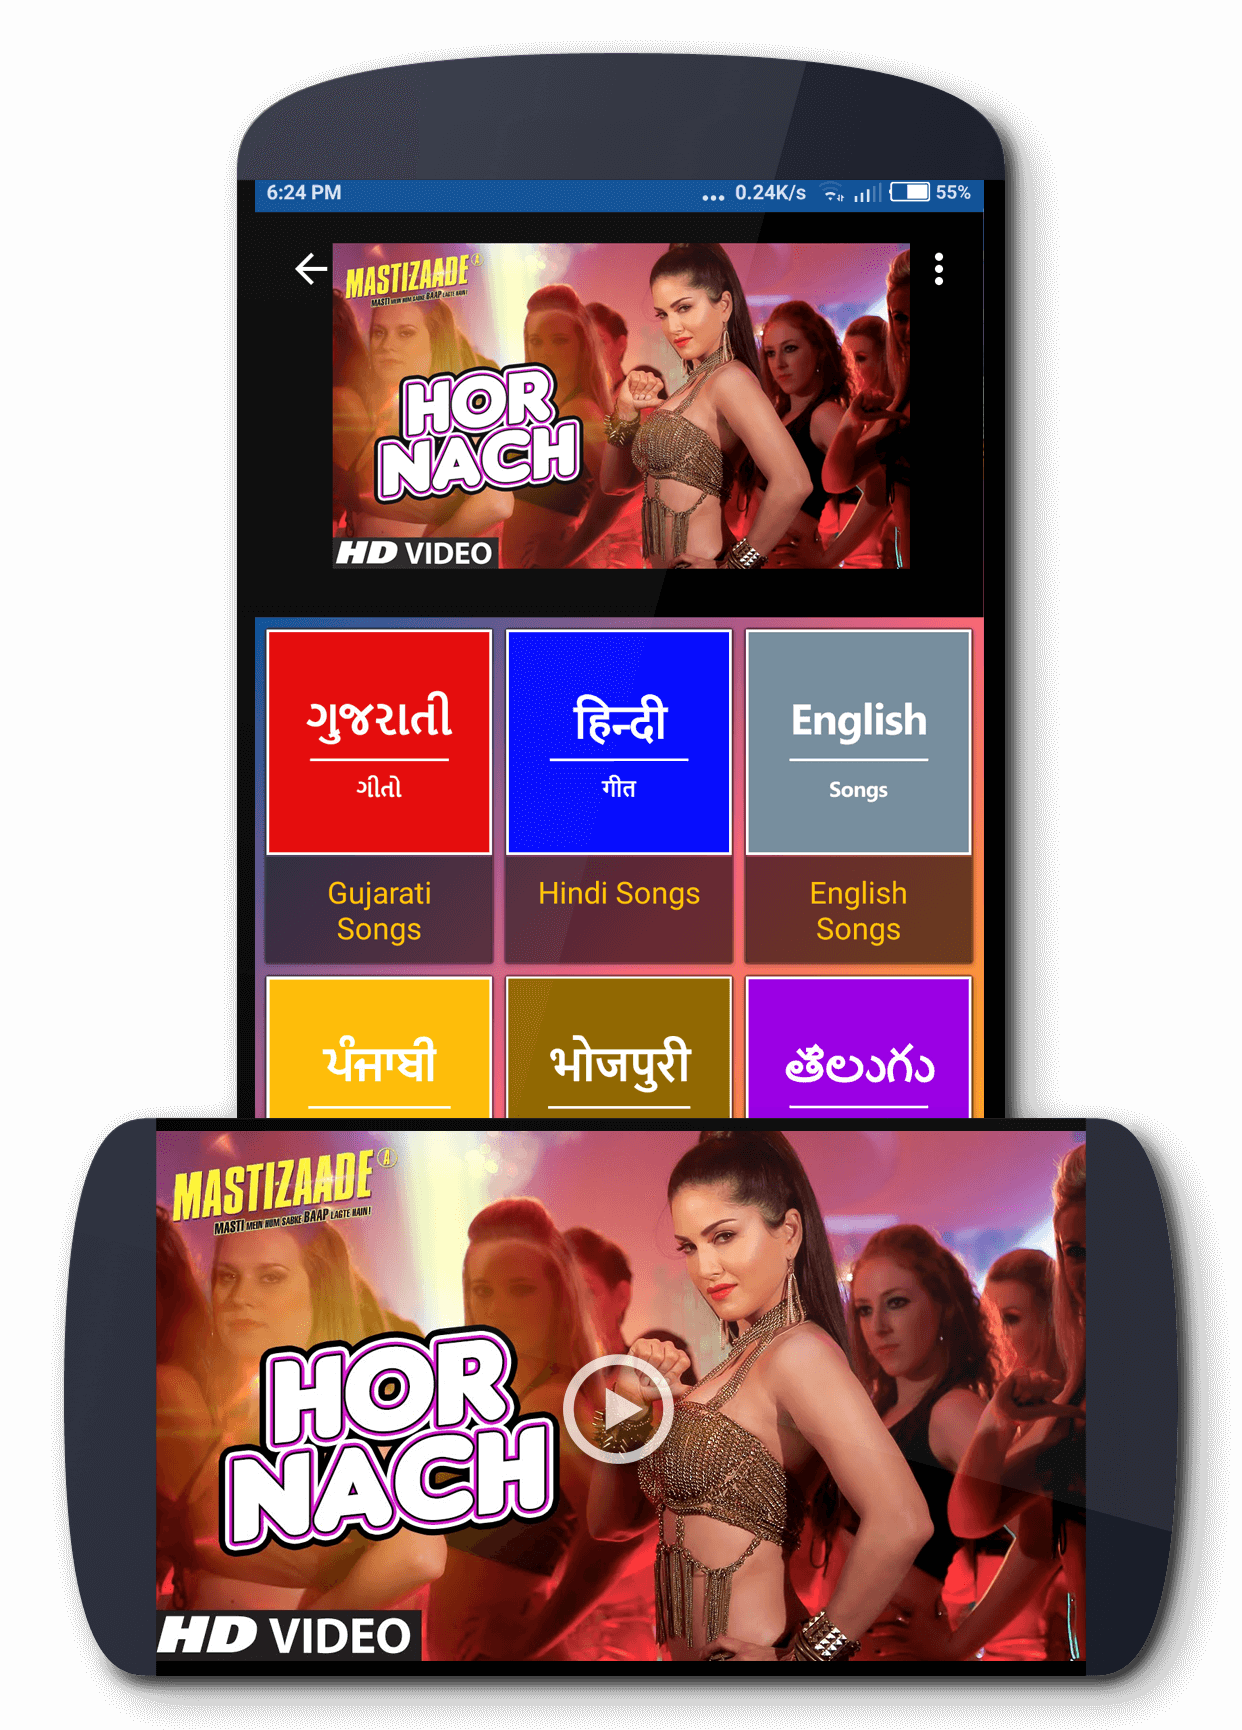 6:24 PM
... 0.24K/s
55%
MASTIZAADE A
MASTI MEIN HUM SABKE BAAP LAGTE HAIN!
HOR
NACH
HD VIDEO
ગુજરાતી
ગીતો
हिन्दी
गीत
English
Songs
Gujarati
Songs
Hindi Songs
English
Songs
ਪੰਜਾਬੀ
भोजपुरी
తెలుగు
MASTIZAADE A
MASTI MEIN HUM SABKE BAAP LAGTE HAIN!
HOR
NACH
HD VIDEO